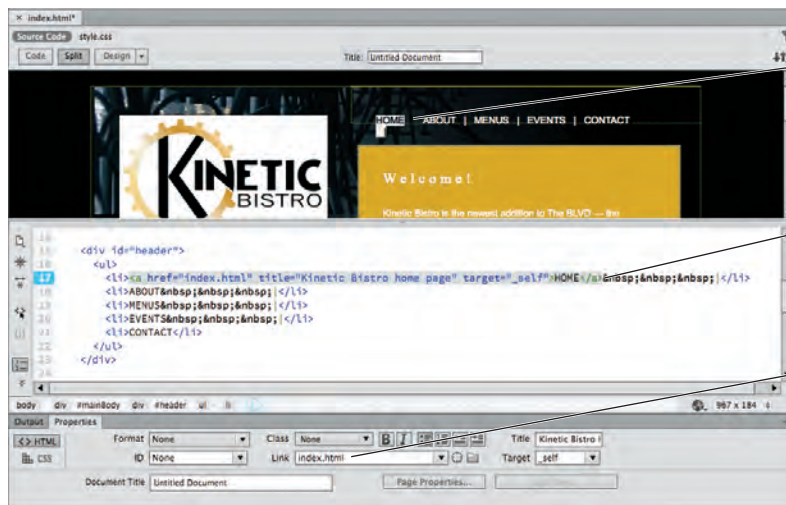 × index.html*
Source Code style.css
Code Split Design Title: Untitled Document
HOME ABOUT | MENUS | EVENTS | CONTACT
KINETIC
BISTRO
Welcome!
Kinetic Bistro is the newest addition to The BLVD — the
<div id="header">
<ul>
17 <li><a href="index.html" title="Kinetic Bistro home page" target="_self">HOME</a>&nbsp;&nbsp;&nbsp;|</li>
<li>ABOUT&nbsp;&nbsp;&nbsp;|</li>
<li>MENUS&nbsp;&nbsp;&nbsp;|</li>
<li>EVENTS&nbsp;&nbsp;&nbsp;|</li>
<li>CONTACT</li>
22 </ul>
23 </div>
body div #mainBody div #header ul li 967 x 184
Output Properties
<> HTML Format None Class None B I Title Kinetic Bistro
CSS ID None Link index.html Target _self
Document Title Untitled Document Page Properties...